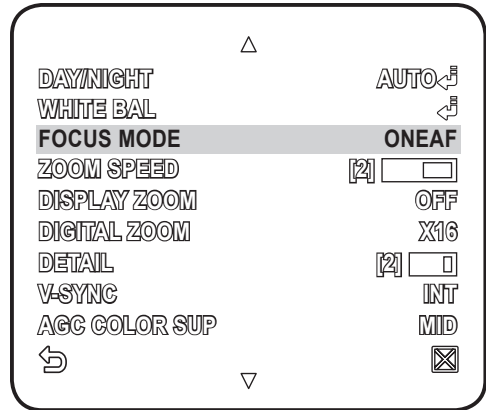 DAY/NIGHT AUTO
WHITE BAL
FOCUS MODE ONEAF
ZOOM SPEED [2]
DISPLAY ZOOM OFF
DIGITAL ZOOM X16
DETAIL [2]
V-SYNC INT
AGC COLOR SUP MID